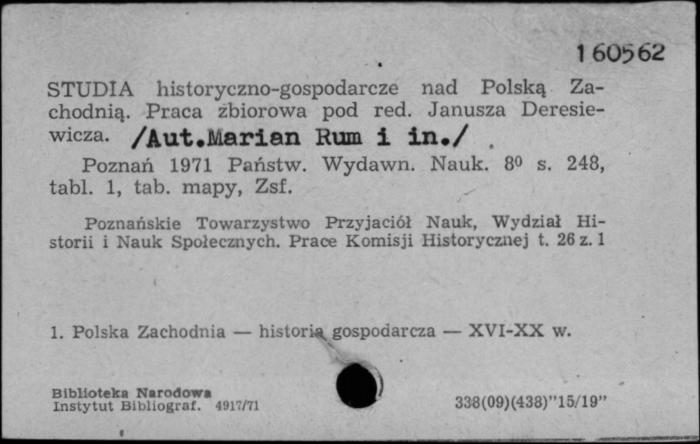 160562
STUDIA historyczno-gospodarcze nad Polską Za-
chodnią. Praca zbiorowa pod red. Janusza Deresie-
wicza. /Aut.Marian Rum i in./
Poznań 1971 Państw. Wydawn. Nauk. 8⁰ s. 248,
tabl. 1, tab. mapy, Zsf.
Poznańskie Towarzystwo Przyjaciół Nauk, Wydział Hi-
storii i Nauk Społecznych. Prace Komisji Historycznej t. 26 z. 1
1. Polska Zachodnia — historia gospodarcza — XVI-XX w.
Biblioteka Narodowa
Instytut Bibliograf. 4917/71
338(09)(438)"15/19"